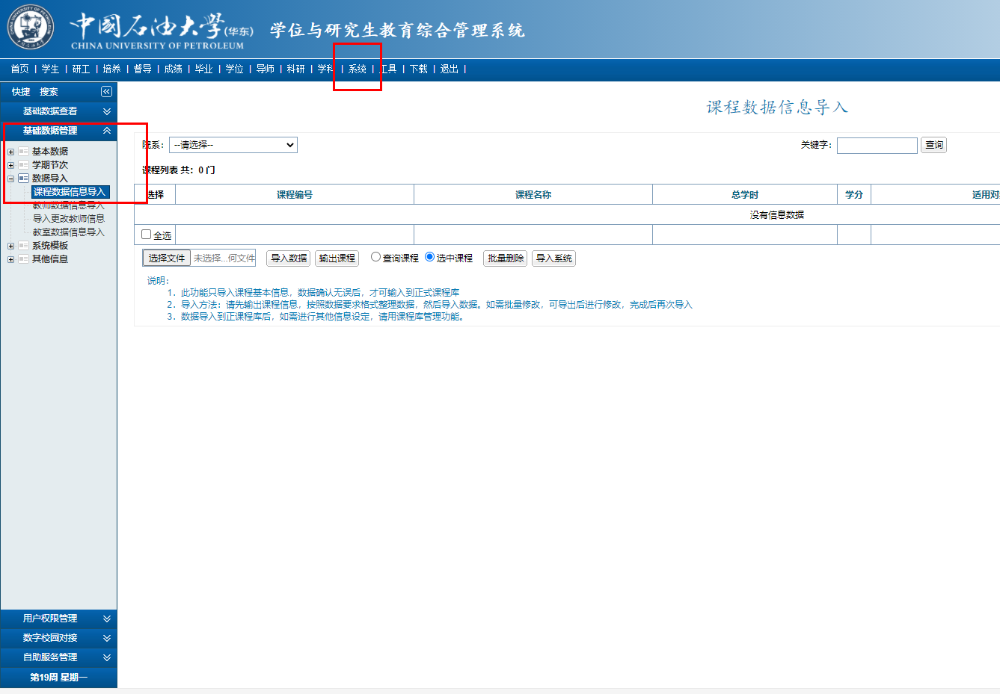 中國石油大學(华东) 学位与研究生教育综合管理系统
CHINA UNIVERSITY OF PETROLEUM
首页 | 学生 | 研工 | 培养 | 督导 | 成绩 | 毕业 | 学位 | 导师 | 科研 | 学科 | 系统 | 工具 | 下载 | 退出 |
快捷 搜索
基础数据查看
基础数据管理
基本数据
学期节次
数据导入
课程数据信息导入
教师数据信息导入
导入更改教师信息
教室数据信息导入
系统模板
其他信息
用户权限管理
数字校园对接
自助服务管理
第19周 星期一
课程数据信息导入
院系： --请选择-- 关键字： 查询
课程列表 共：0 门
选择 课程编号 课程名称 总学时 学分 适用对
没有信息数据
全选
选择文件 未选择...何文件 导入数据 输出课程 查询课程 选中课程 批量删除 导入系统
说明：
1. 此功能只导入课程基本信息，数据确认无误后，才可输入到正式课程库
2. 导入方法：请先输出课程信息，按照数据要求格式整理数据，然后导入数据。如需批量修改，可导出后进行修改，完成后再次导入
3. 数据导入到正课程库后，如需进行其他信息设定，请用课程库管理功能。